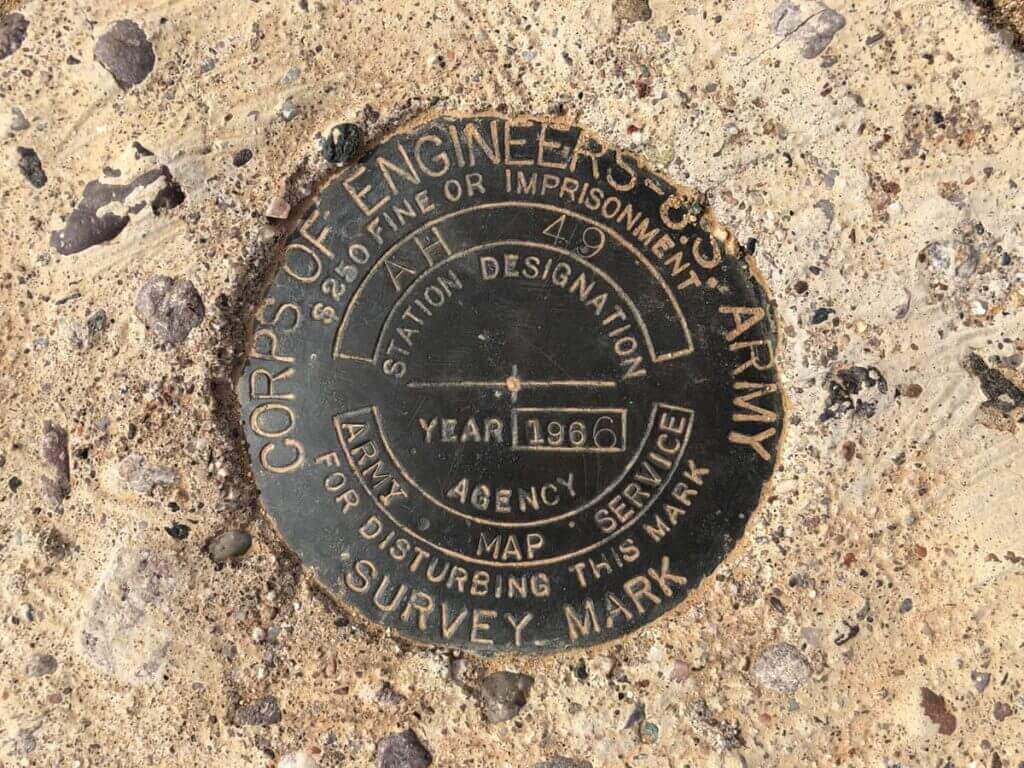 CORPS OF ENGINEERS-U.S. ARMY
$250 FINE OR IMPRISONMENT
AH 49
STATION DESIGNATION
YEAR 1966
AGENCY
ARMY MAP SERVICE
FOR DISTURBING THIS MARK
SURVEY MARK